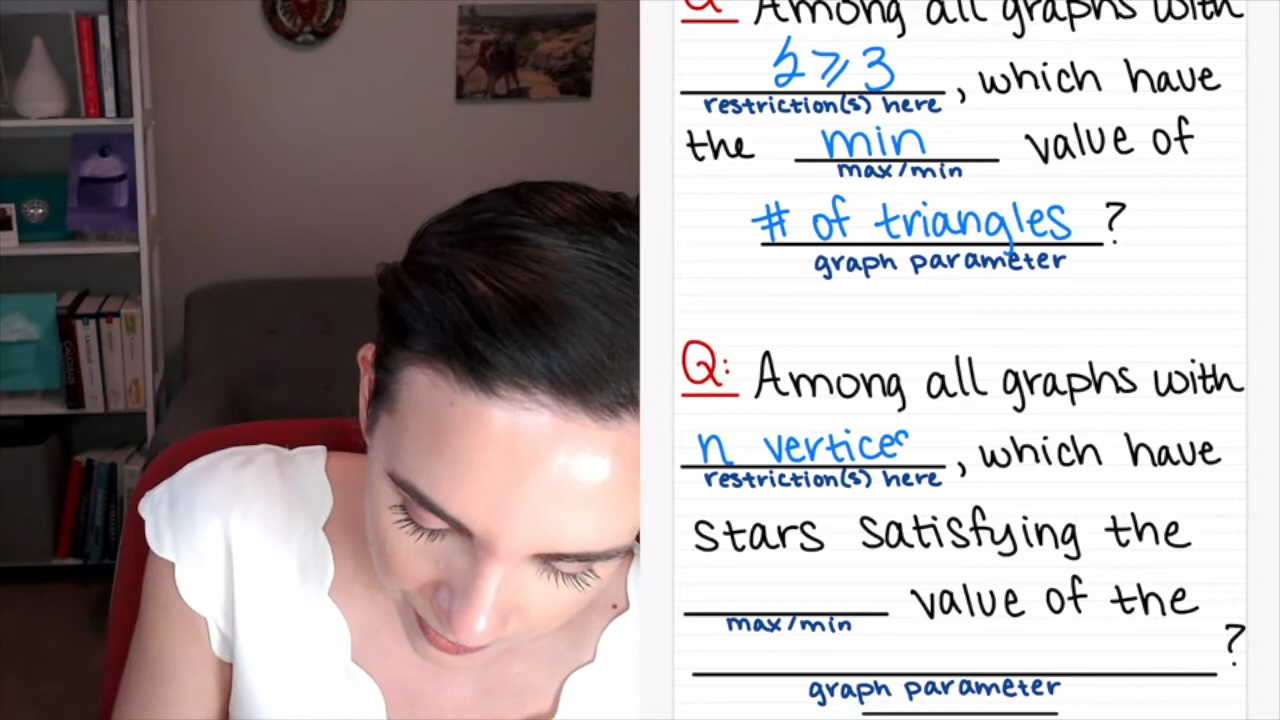 Q: Among all graphs with
δ ⩾ 3, which have
restriction(s) here
the min value of
max/min
# of triangles?
graph parameter
Q: Among all graphs with
n vertices, which have
restriction(s) here
stars satisfying the
value of the
max/min
?
graph parameter